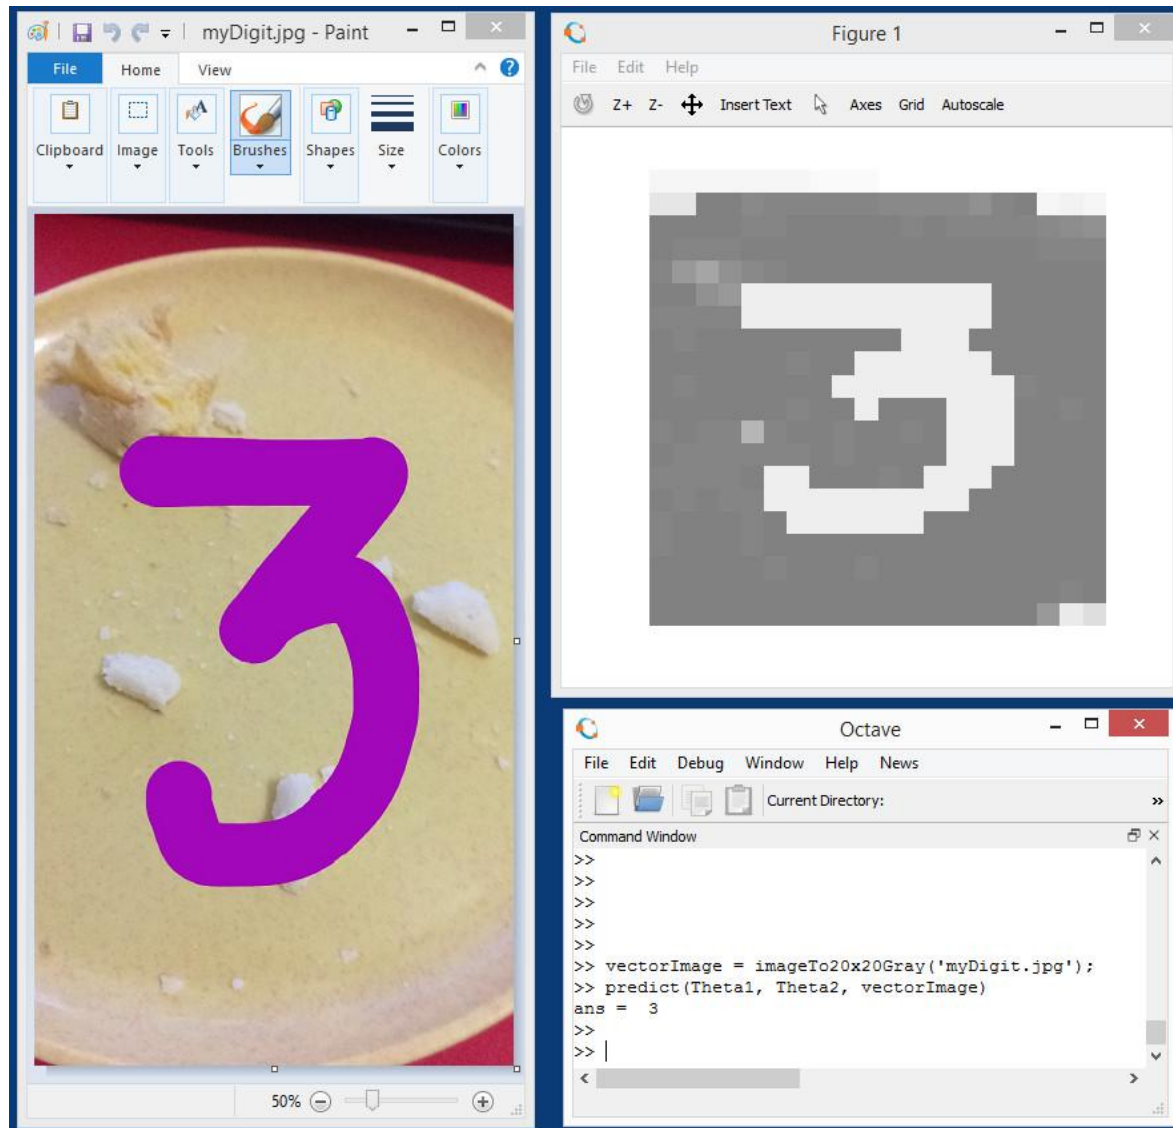 myDigit.jpg - Paint
File Home View
Clipboard Image Tools Brushes Shapes Size Colors
3
50%
Figure 1
File Edit Help
Z+ Z- Insert Text Axes Grid Autoscale
3
Octave
File Edit Debug Window Help News
Current Directory:
»
Command Window
>>
>>
>>
>>
>>
>> vectorImage = imageTo20x20Gray('myDigit.jpg');
>> predict(Theta1, Theta2, vectorImage)
ans = 3
>>
>>